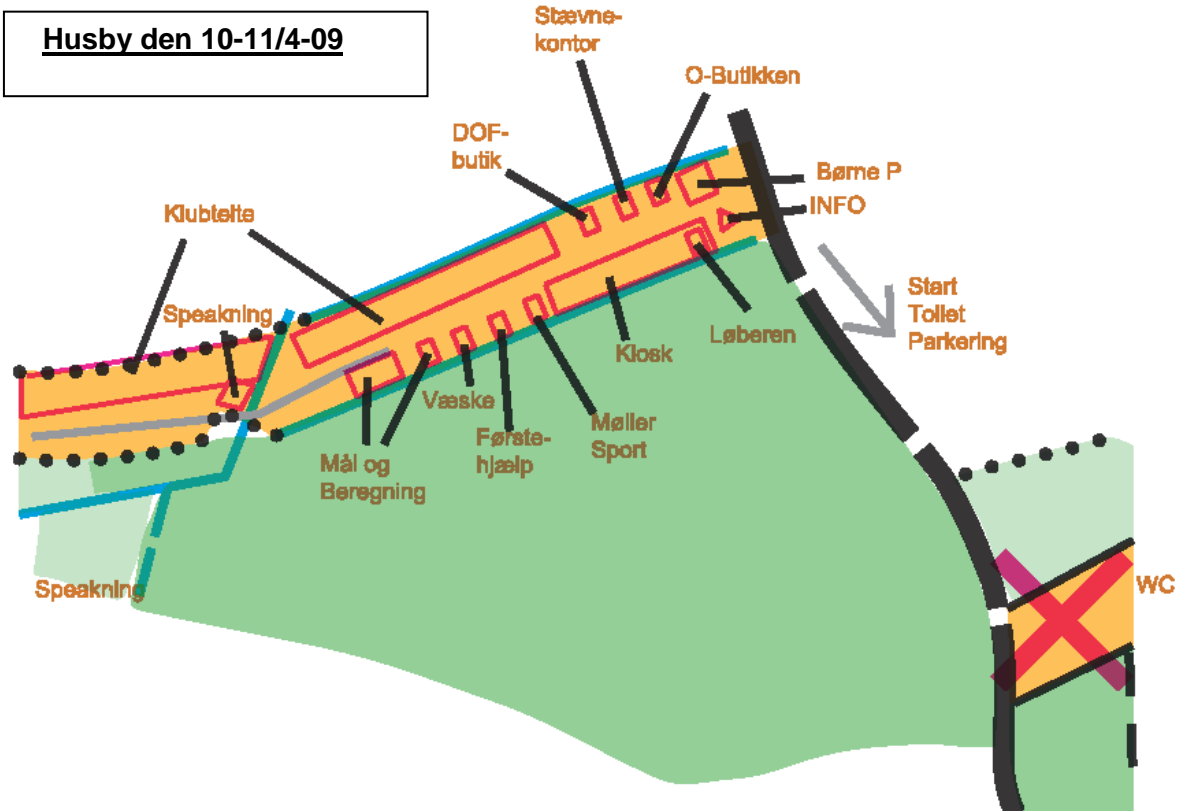 Husby den 10-11/4-09
Stævne-
kontor
O-Butikken
DOF-
butik
Børne P
INFO
Klubtelte
Speakning
Start
Toilet
Parkering
Løberen
Kiosk
Væske
Møller
Sport
Første-
hjælp
Mål og
Beregning
Speakning
WC